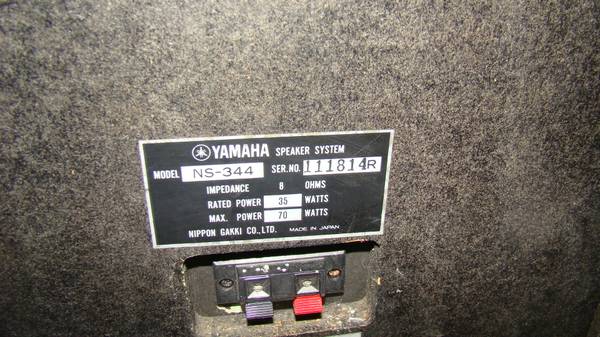 YAMAHA SPEAKER SYSTEM
MODEL NS-344 SER.NO. 111814R
IMPEDANCE 8 OHMS
RATED POWER 35 WATTS
MAX. POWER 70 WATTS
NIPPON GAKKI CO., LTD. MADE IN JAPAN